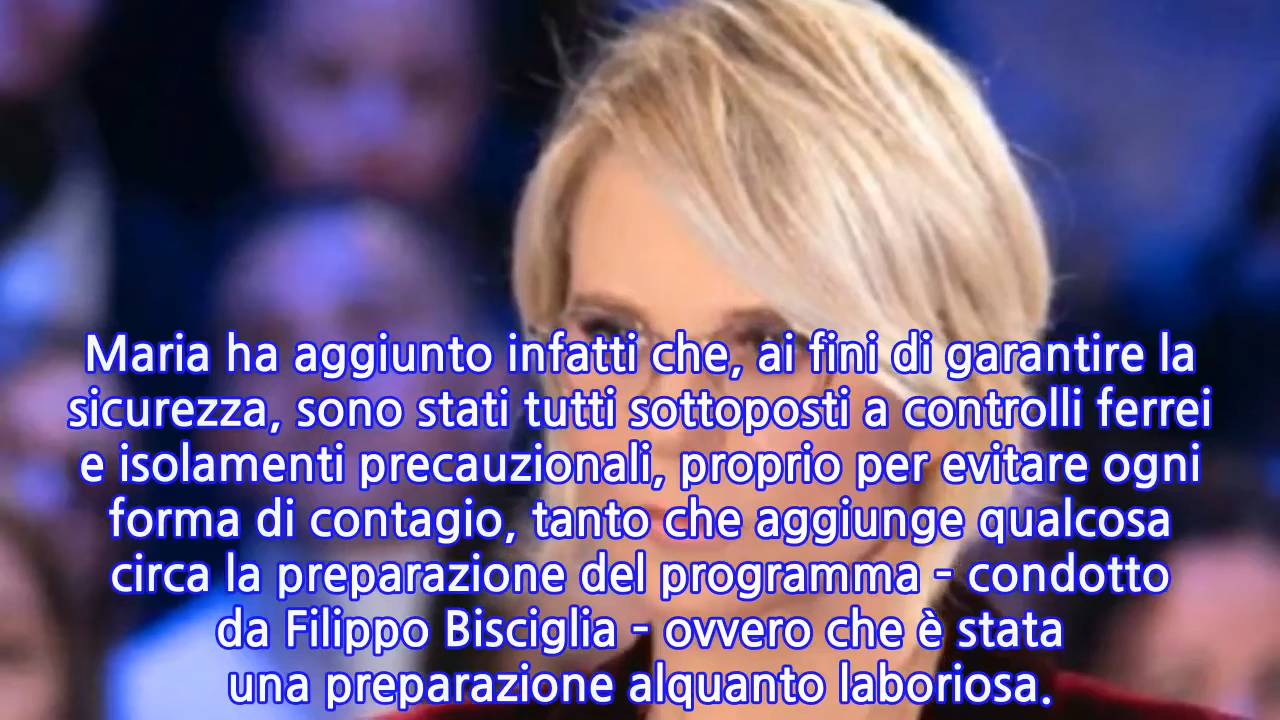 Maria ha aggiunto infatti che, ai fini di garantire la
sicurezza, sono stati tutti sottoposti a controlli ferrei
e isolamenti precauzionali, proprio per evitare ogni
forma di contagio, tanto che aggiunge qualcosa
circa la preparazione del programma - condotto
da Filippo Bisciglia - ovvero che è stata
una preparazione alquanto laboriosa.